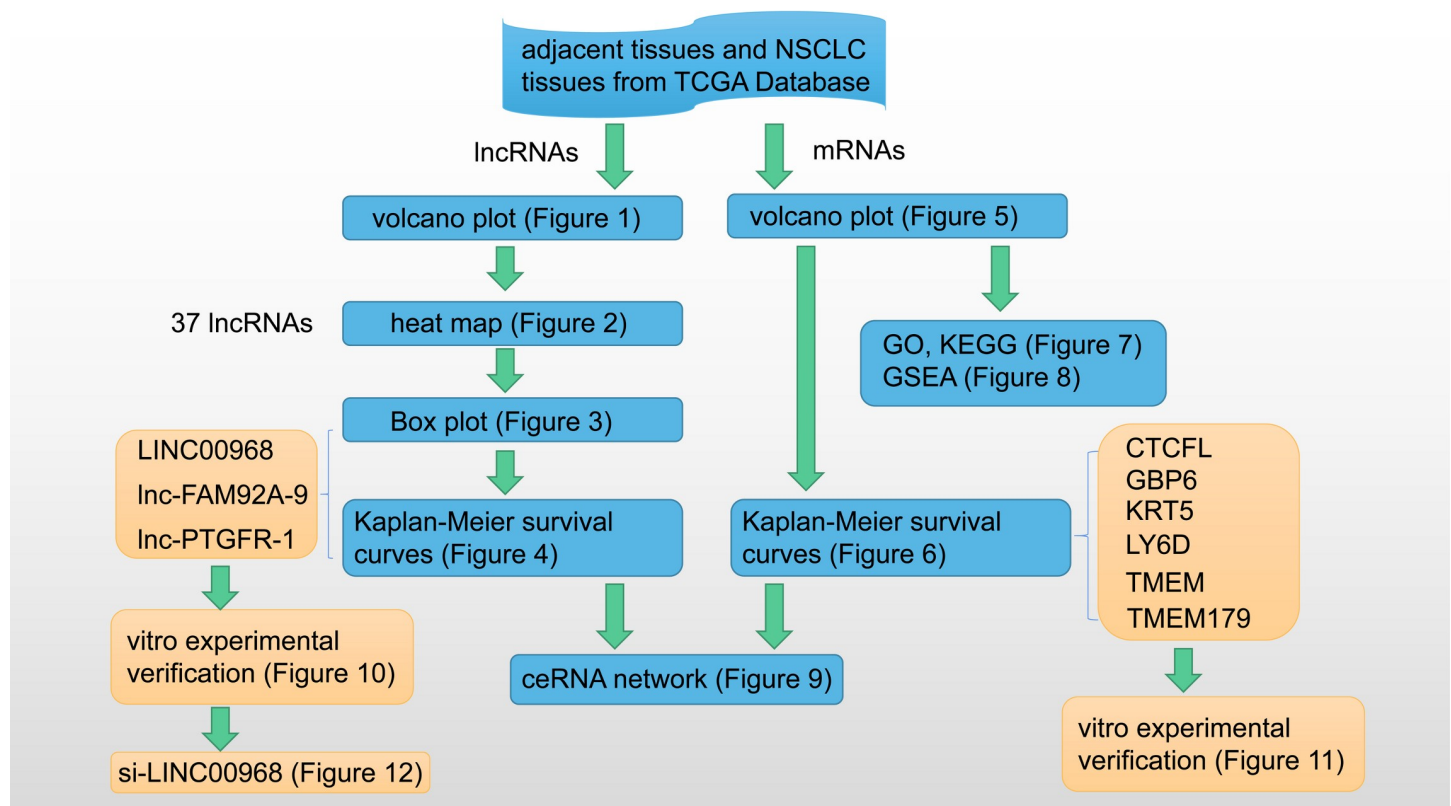 adjacent tissues and NSCLC
tissues from TCGA Database
lncRNAs
mRNAs
volcano plot (Figure 1)
volcano plot (Figure 5)
37 lncRNAs
heat map (Figure 2)
GO, KEGG (Figure 7)
GSEA (Figure 8)
Box plot (Figure 3)
LINC00968
lnc-FAM92A-9
lnc-PTGFR-1
Kaplan-Meier survival
curves (Figure 4)
Kaplan-Meier survival
curves (Figure 6)
CTCFL
GBP6
KRT5
LY6D
TMEM
TMEM179
vitro experimental
verification (Figure 10)
ceRNA network (Figure 9)
vitro experimental
verification (Figure 11)
si-LINC00968 (Figure 12)